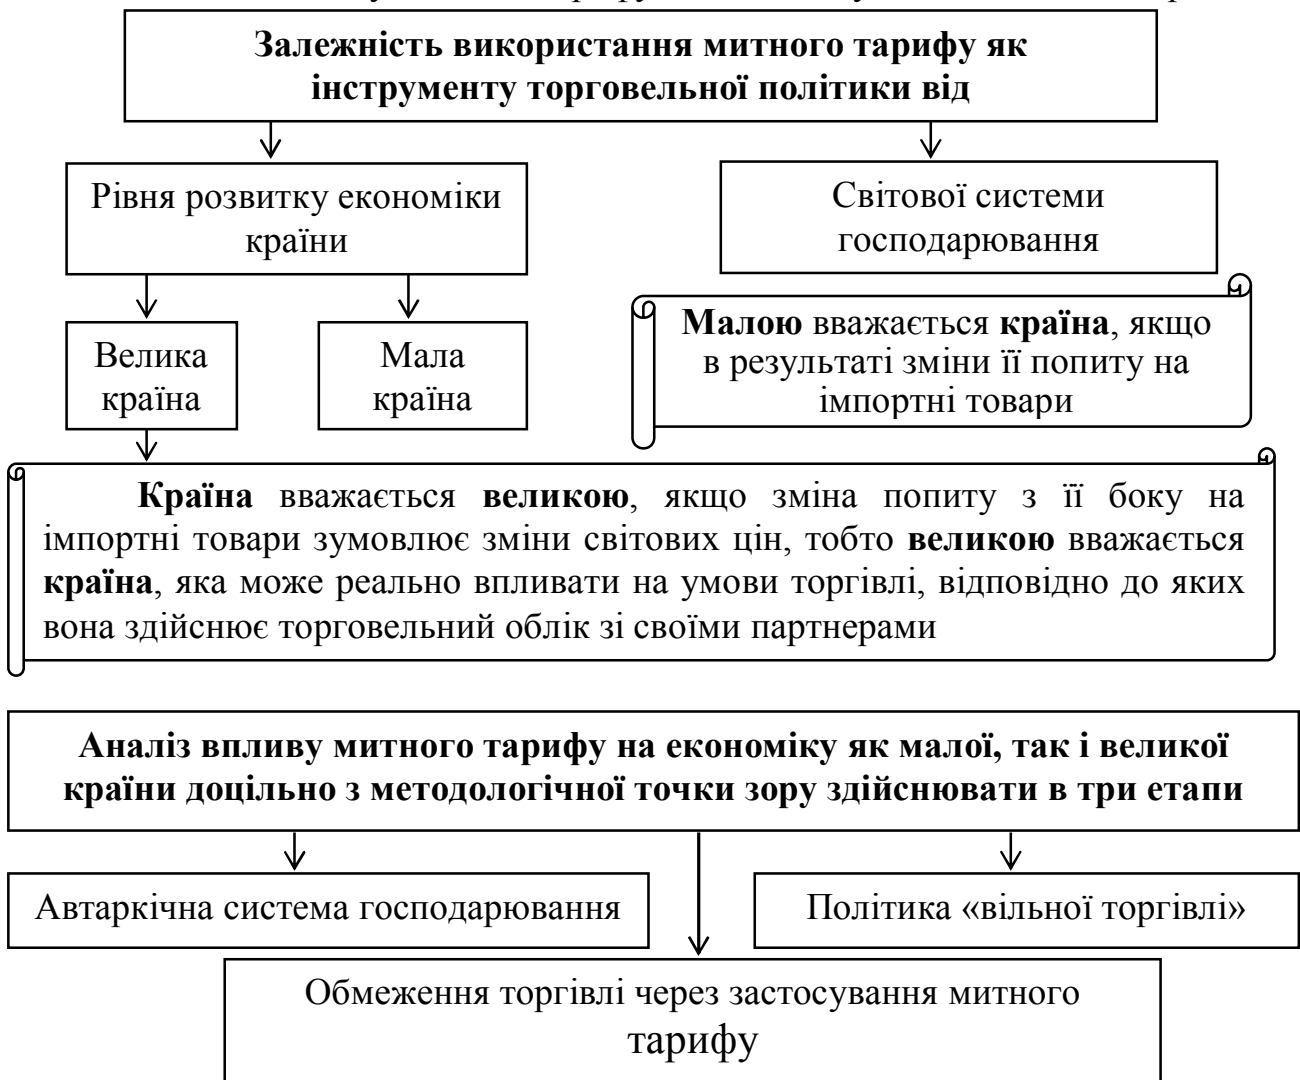 Залежність використання митного тарифу як
інструменту торговельної політики від
Рівня розвитку економіки
країни
Світової системи
господарювання
Велика
країна
Мала
країна
Малою вважається країна, якщо
в результаті зміни її попиту на
імпортні товари
Країна вважається великою, якщо зміна попиту з її боку на
імпортні товари зумовлює зміни світових цін, тобто великою вважається
країна, яка може реально впливати на умови торгівлі, відповідно до яких
вона здійснює торговельний облік зі своїми партнерами
Аналіз впливу митного тарифу на економіку як малої, так і великої
країни доцільно з методологічної точки зору здійснювати в три етапи
Автаркічна система господарювання
Політика «вільної торгівлі»
Обмеження торгівлі через застосування митного
тарифу